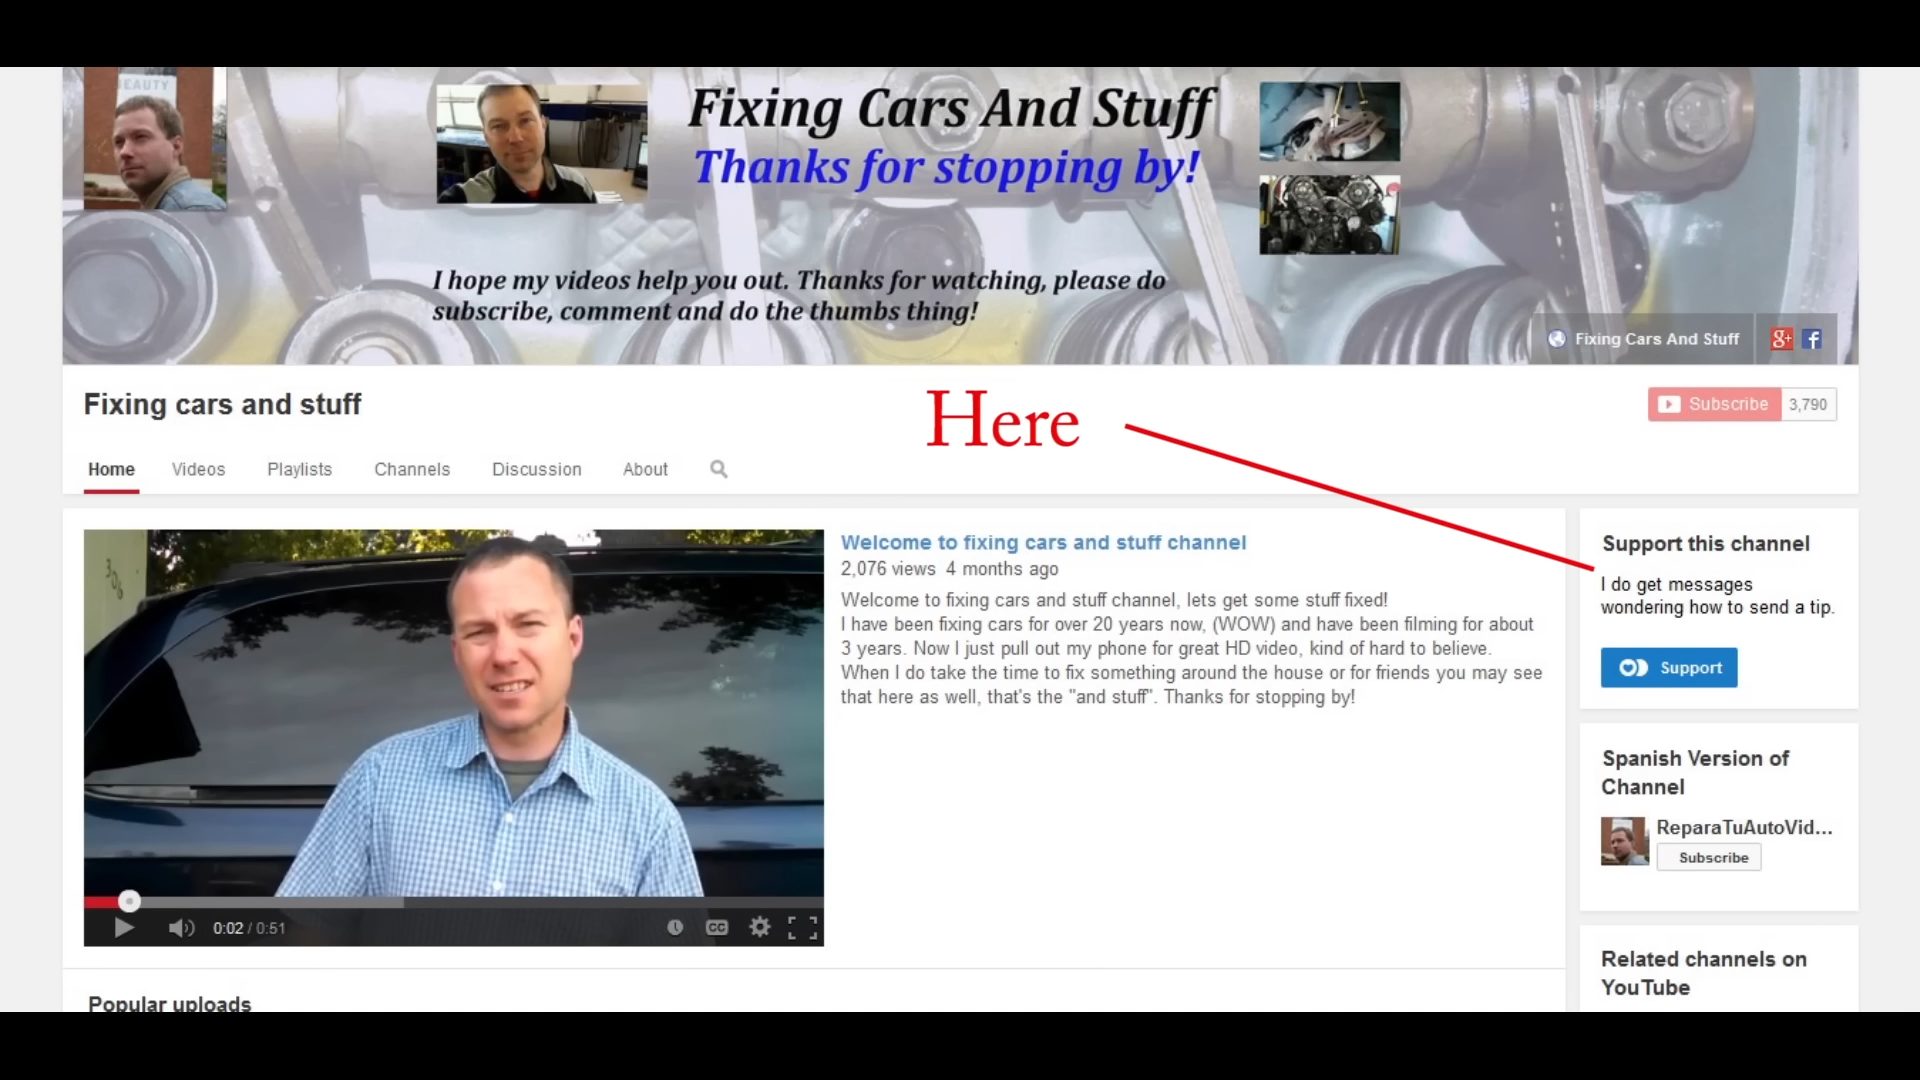 BEAUTY
Fixing Cars And Stuff
Thanks for stopping by!
I hope my videos help you out. Thanks for watching, please do
subscribe, comment and do the thumbs thing!
Fixing Cars And Stuff
g+ f
Fixing cars and stuff
Here
Subscribe 3,790
Home Videos Playlists Channels Discussion About
306
Welcome to fixing cars and stuff channel
2,076 views 4 months ago
Welcome to fixing cars and stuff channel, lets get some stuff fixed!
I have been fixing cars for over 20 years now, (WOW) and have been filming for about
3 years. Now I just pull out my phone for great HD video, kind of hard to believe.
When I do take the time to fix something around the house or for friends you may see
that here as well, that's the "and stuff". Thanks for stopping by!
0:02 / 0:51
CC
Support this channel
I do get messages
wondering how to send a tip.
Support
Spanish Version of
Channel
ReparaTuAutoVid...
Subscribe
Related channels on
YouTube
Popular uploads